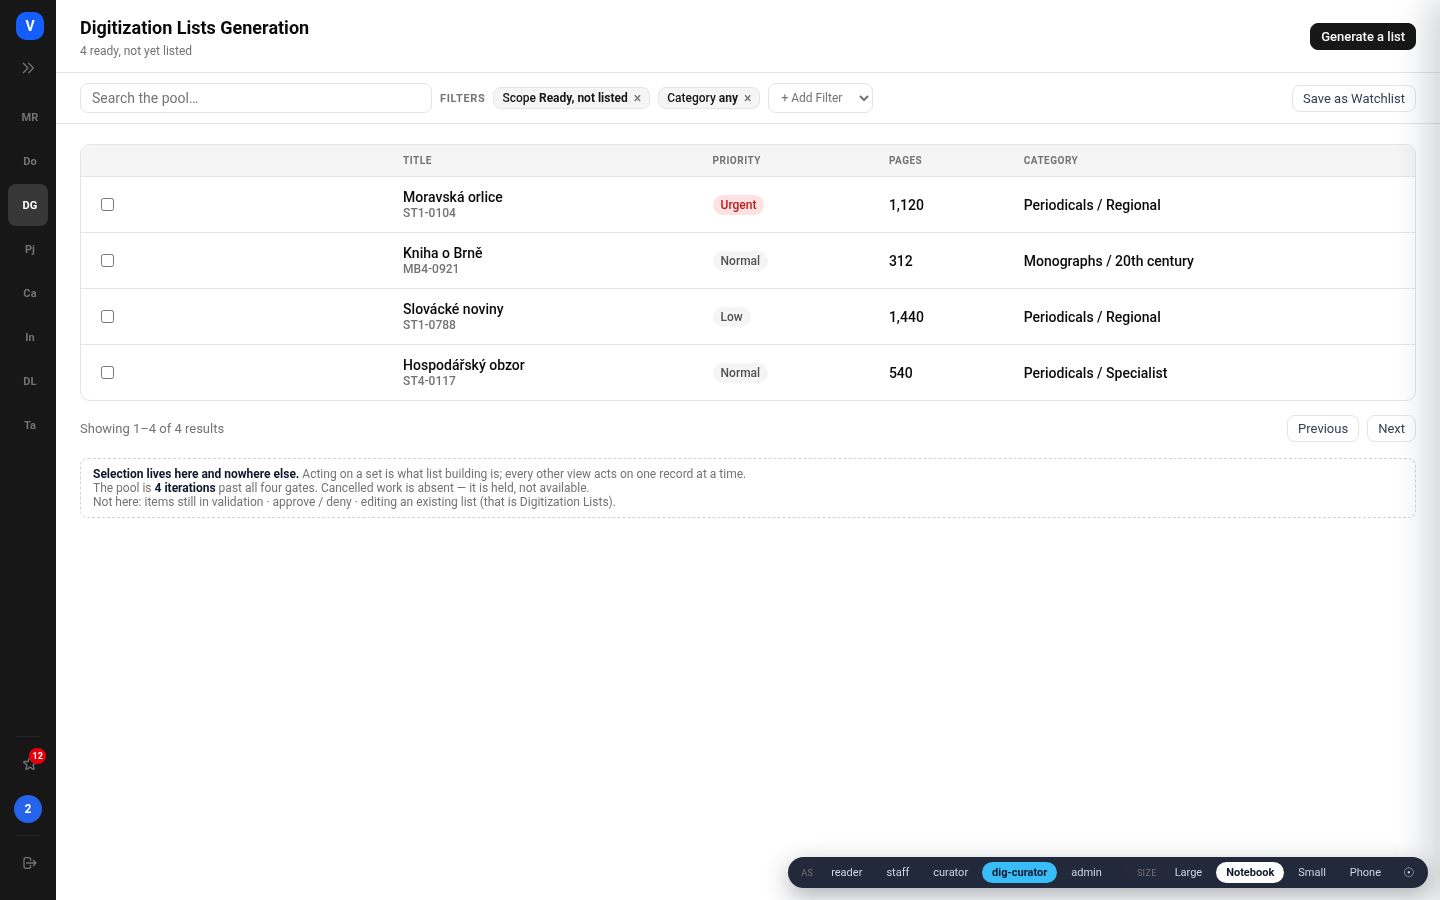 V
Digitization Lists Generation
4 ready, not yet listed
Generate a list
MR
Do
DG
Pj
Ca
In
DL
Ta
12
2
Search the pool...
FILTERS
Scope Ready, not listed ×
Category any ×
+ Add Filter
Save as Watchlist
TITLE PRIORITY PAGES CATEGORY
Moravská orlice
ST1-0104
Urgent
1,120
Periodicals / Regional
Kniha o Brně
MB4-0921
Normal
312
Monographs / 20th century
Slovácké noviny
ST1-0788
Low
1,440
Periodicals / Regional
Hospodářský obzor
ST4-0117
Normal
540
Periodicals / Specialist
Showing 1–4 of 4 results
Previous
Next
Selection lives here and nowhere else. Acting on a set is what list building is; every other view acts on one record at a time.
The pool is 4 iterations past all four gates. Cancelled work is absent — it is held, not available.
Not here: items still in validation · approve / deny · editing an existing list (that is Digitization Lists).
AS reader staff curator dig-curator admin SIZE Large Notebook Small Phone